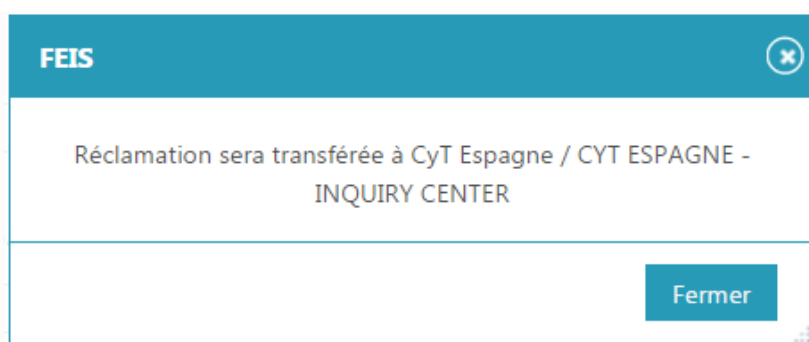 FEIS
Réclamation sera transférée à CyT Espagne / CYT ESPAGNE -
INQUIRY CENTER
Fermer